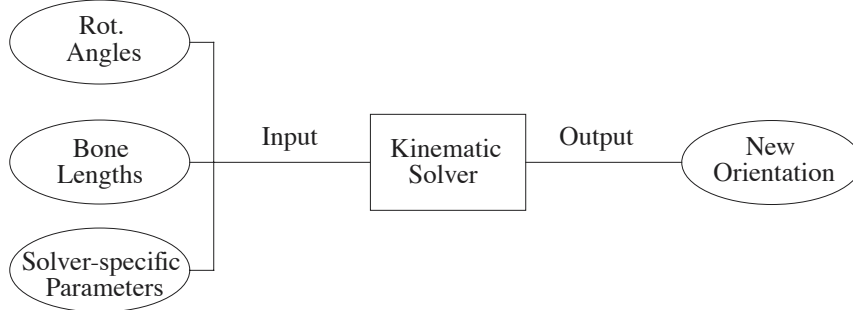 Rot.
Angles
Bone
Lengths
Solver-specific
Parameters
Input
Kinematic
Solver
Output
New
Orientation